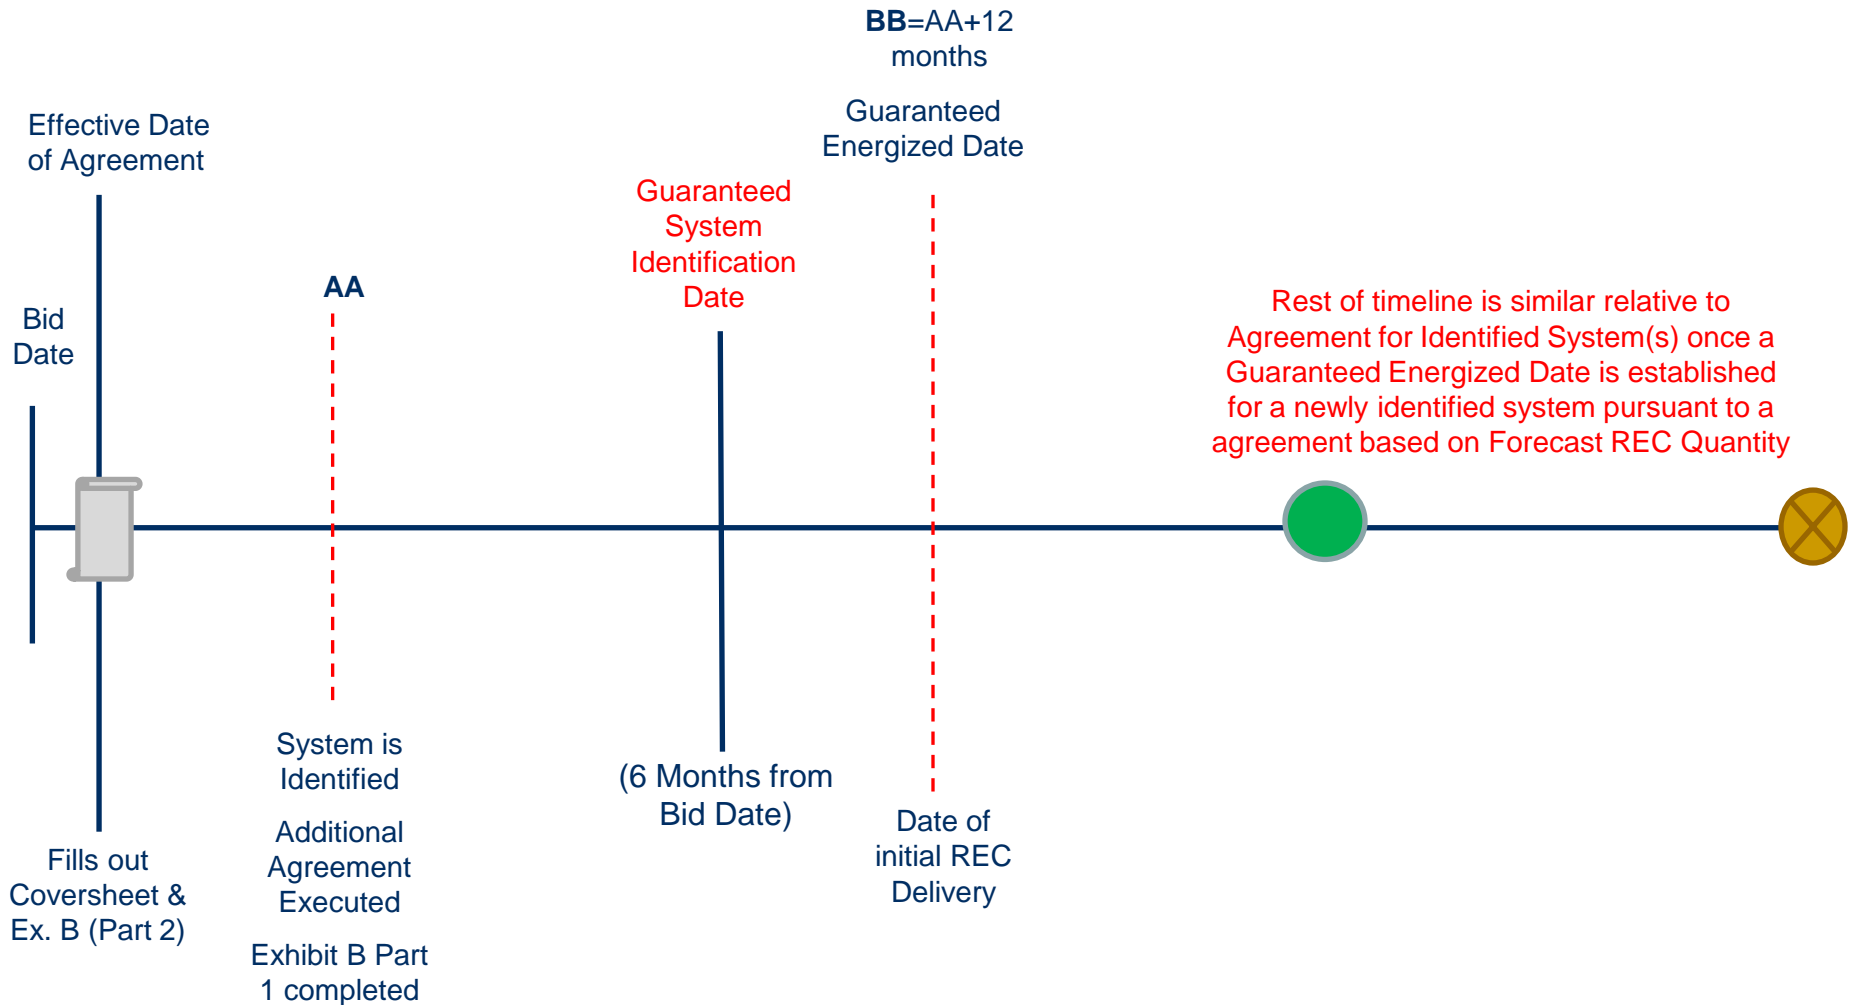 BB=AA+12
months
Guaranteed
Energized Date
Effective Date
of Agreement
Guaranteed
System
Identification
Date
AA
Bid
Date
Rest of timeline is similar relative to
Agreement for Identified System(s) once a
Guaranteed Energized Date is established
for a newly identified system pursuant to a
agreement based on Forecast REC Quantity
System is
Identified
Additional
Agreement
Executed
Exhibit B Part
1 completed
(6 Months from
Bid Date)
Date of
initial REC
Delivery
Fills out
Coversheet &
Ex. B (Part 2)